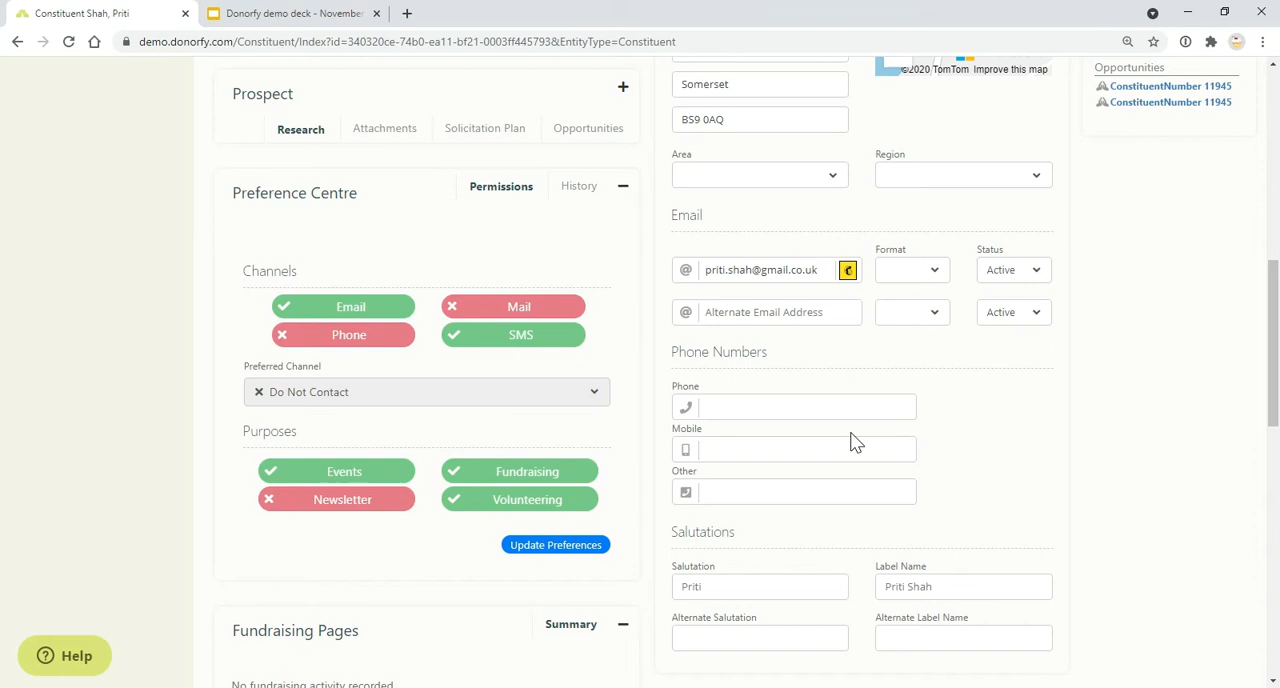 Constituent Shah, Priti
Donorfy demo deck - November
demo.donorfy.com/Constituent/Index?id=340320ce-74b0-ea11-bf21-0003ff445793&EntityType=Constituent
Prospect
Research
Attachments
Solicitation Plan
Opportunities
Preference Centre
Permissions
History
Channels
Email
Mail
Phone
SMS
Preferred Channel
Do Not Contact
Purposes
Events
Fundraising
Newsletter
Volunteering
Update Preferences
Fundraising Pages
Summary
No fundraising activity recorded
Help
©2020 TomTom Improve this map
Somerset
BS9 0AQ
Area
Region
Email
Format
Status
@ priti.shah@gmail.co.uk
Active
@ Alternate Email Address
Active
Phone Numbers
Phone
Mobile
Other
Salutations
Salutation
Label Name
Priti
Priti Shah
Alternate Salutation
Alternate Label Name
Opportunities
ConstituentNumber 11945
ConstituentNumber 11945